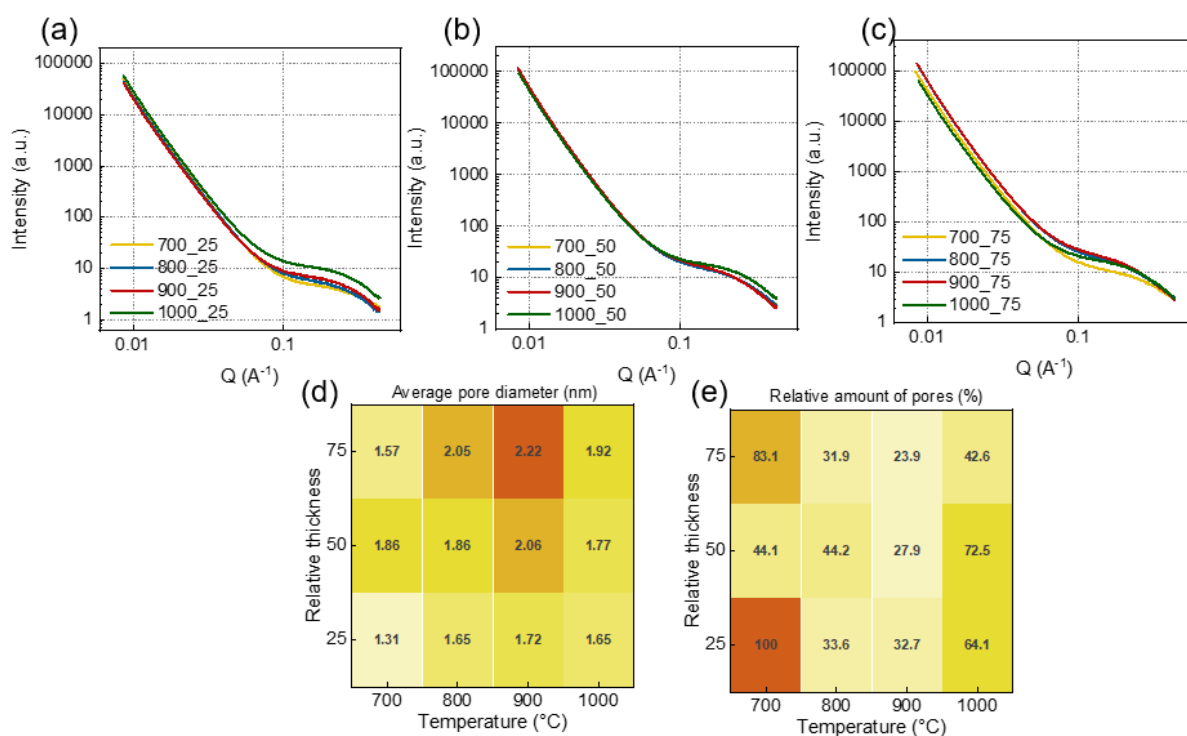 (a)
100000
10000
1000
100
10
1
Intensity (a.u.)
700_25
800_25
900_25
1000_25
0.01
0.1
Q (A⁻¹)
(b)
100000
10000
1000
100
10
1
Intensity (a.u.)
700_50
800_50
900_50
1000_50
0.01
0.1
Q (A⁻¹)
(c)
100000
10000
1000
100
10
1
Intensity (a.u.)
700_75
800_75
900_75
1000_75
0.01
0.1
Q (A⁻¹)
(d)
Average pore diameter (nm)
Relative thickness
75 1.57 2.05 2.22 1.92
50 1.86 1.86 2.06 1.77
25 1.31 1.65 1.72 1.65
700 800 900 1000
Temperature (°C)
(e)
Relative amount of pores (%)
Relative thickness
75 83.1 31.9 23.9 42.6
50 44.1 44.2 27.9 72.5
25 100 33.6 32.7 64.1
700 800 900 1000
Temperature (°C)